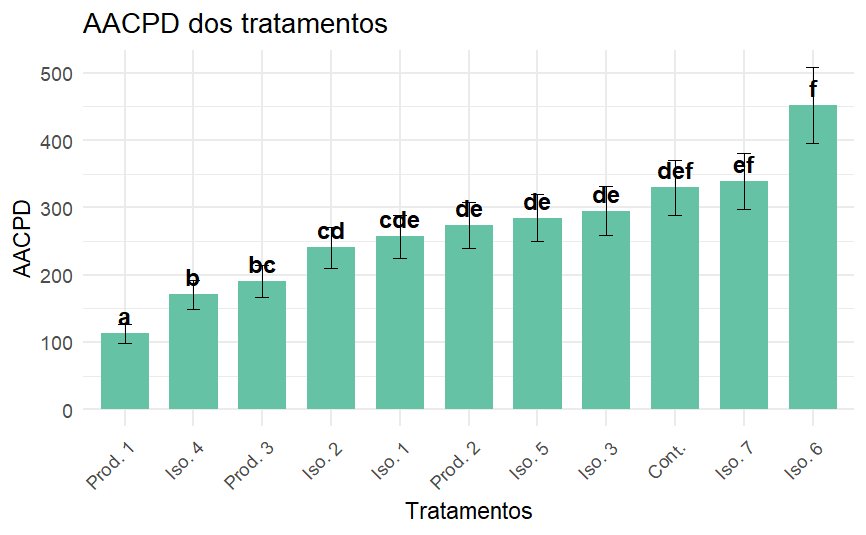 AACPD dos tratamentos
AACPD
500
400
300
200
100
0
a
b
bc
cd
cde
de
de
de
def
ef
f
Prod. 1
Iso. 4
Prod. 3
Iso. 2
Iso. 1
Prod. 2
Iso. 5
Iso. 3
Cont.
Iso. 7
Iso. 6
Tratamentos